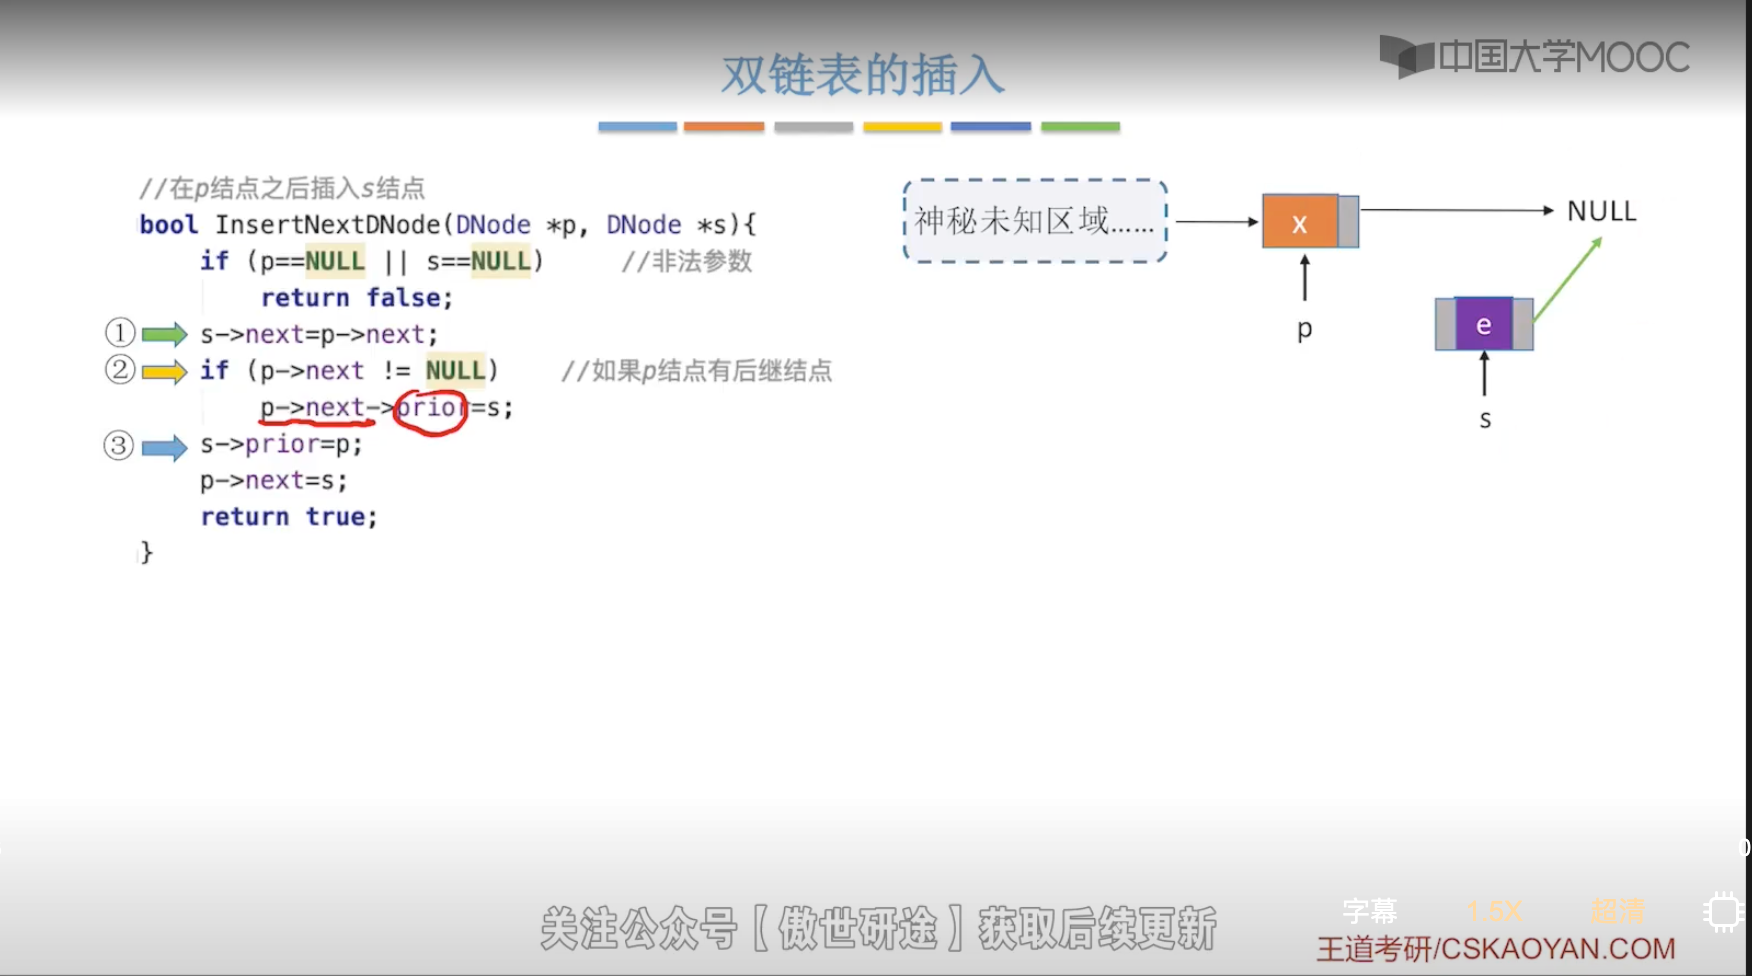 中国大学MOOC
双链表的插入
//在p结点之后插入s结点
bool InsertNextDNode(DNode *p, DNode *s){
if (p==NULL || s==NULL) //非法参数
return false;
① s->next=p->next;
② if (p->next != NULL) //如果p结点有后继结点
p->next->prior=s;
③ s->prior=p;
p->next=s;
return true;
}
神秘未知区域…… x NULL
p
e
s
0
关注公众号【傲世研途】获取后续更新
字幕 1.5X 超清
王道考研/CSKAOYAN.COM